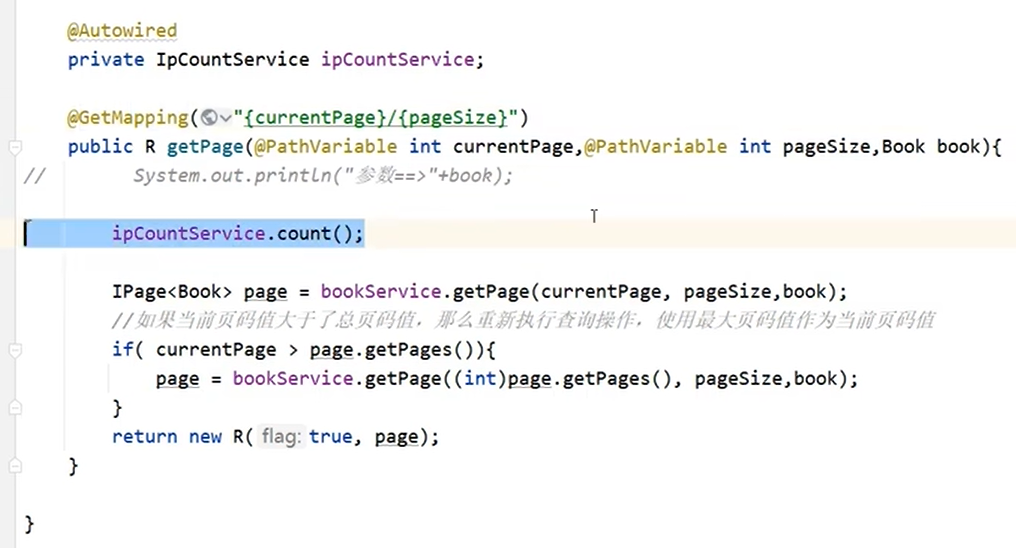 @Autowired
private IpCountService ipCountService;
@GetMapping("{currentPage}/{pageSize}")
public R getPage(@PathVariable int currentPage,@PathVariable int pageSize,Book book){
//        System.out.println("参数==>"+book);
ipCountService.count();
IPage<Book> page = bookService.getPage(currentPage, pageSize,book);
//如果当前页码值大于了总页码值，那么重新执行查询操作，使用最大页码值作为当前页码值
if( currentPage > page.getPages()){
page = bookService.getPage((int)page.getPages(), pageSize,book);
}
return new R( flag: true, page);
}
}